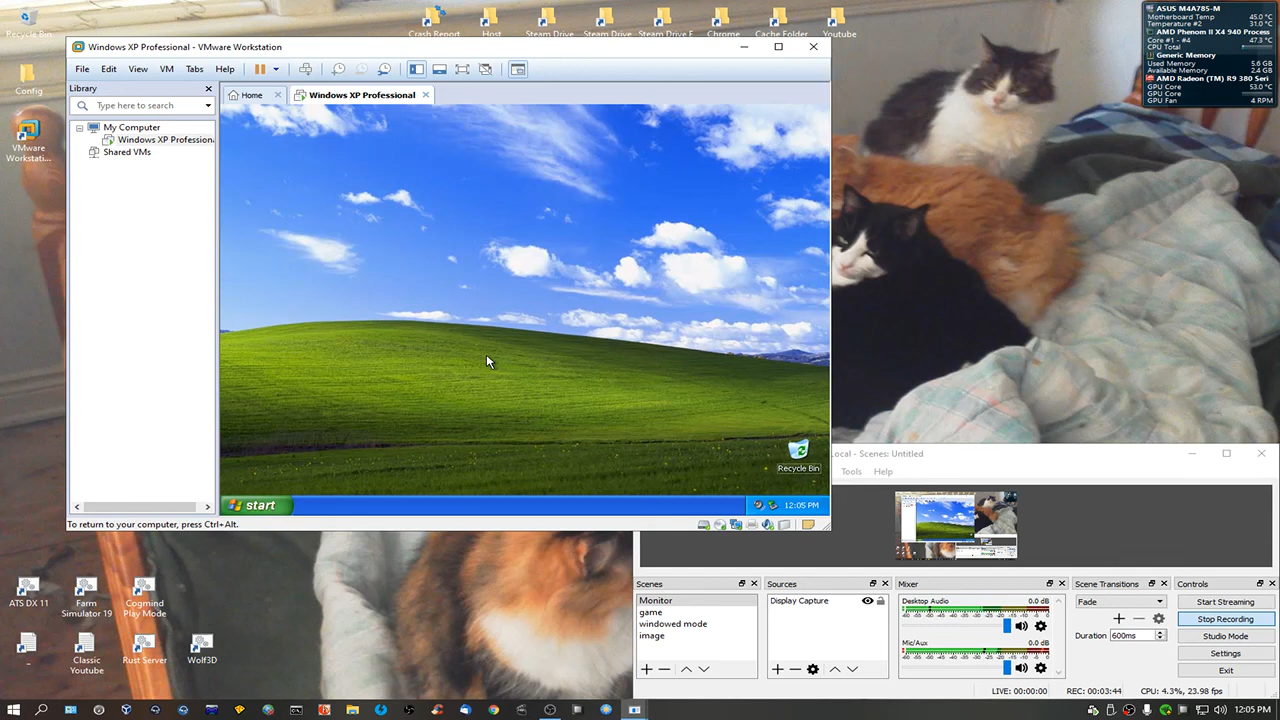 Recycle Bin
Crash Report
Host
Steam Drive
Steam Drive
Steam Drive E
Chrome
Cache Folder
Youtube
ASUS M4A785-M
Motherboard Temp 45.0 °C
Temperature #2 31.0 °C
AMD Phenom II X4 940 Process
Core #1 - #4 47.3 °C
CPU Total
Generic Memory
Used Memory 5.6 GB
Available Memory 2.4 GB
AMD Radeon (TM) R9 380 Seri
GPU Core 53.0 °C
GPU Core
GPU Fan 4 RPM
Config
VMware
Workstati...
Windows XP Professional - VMware Workstation
File Edit View VM Tabs Help
Library
Type here to search
My Computer
Windows XP Profession
Shared VMs
Home
Windows XP Professional
Recycle Bin
start
12:05 PM
To return to your computer, press Ctrl+Alt.
Local - Scenes: Untitled
Tools Help
ATS DX 11
Farm
Simulator 19
Cogmind
Play Mode
_
Classic
Youtube
Rust Server
Wolf3D
Scenes
Monitor
game
windowed mode
image
Sources
Display Capture
Mixer
Desktop Audio 0.0 dB
Mic/Aux 0.0 dB
Scene Transitions
Fade
Duration 600ms
Controls
Start Streaming
Stop Recording
Studio Mode
Settings
Exit
LIVE: 00:00:00 REC: 00:03:44 CPU: 4.3%, 23.98 fps
12:05 PM